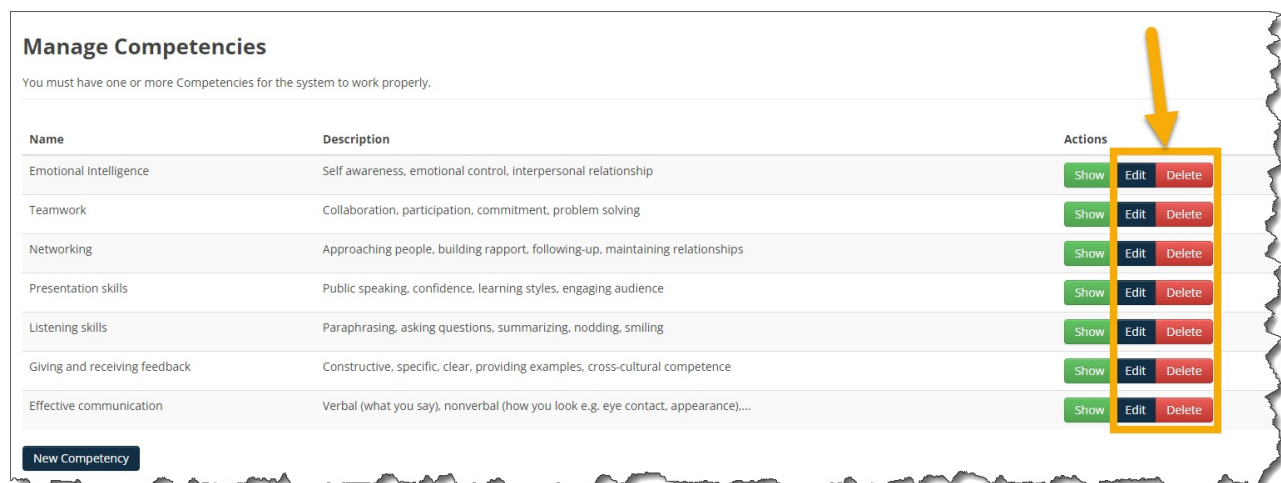 Manage Competencies
You must have one or more Competencies for the system to work properly.
Name Description Actions
Emotional Intelligence Self awareness, emotional control, interpersonal relationship Show Edit Delete
Teamwork Collaboration, participation, commitment, problem solving Show Edit Delete
Networking Approaching people, building rapport, following-up, maintaining relationships Show Edit Delete
Presentation skills Public speaking, confidence, learning styles, engaging audience Show Edit Delete
Listening skills Paraphrasing, asking questions, summarizing, nodding, smiling Show Edit Delete
Giving and receiving feedback Constructive, specific, clear, providing examples, cross-cultural competence Show Edit Delete
Effective communication Verbal (what you say), nonverbal (how you look e.g. eye contact, appearance),... Show Edit Delete
New Competency